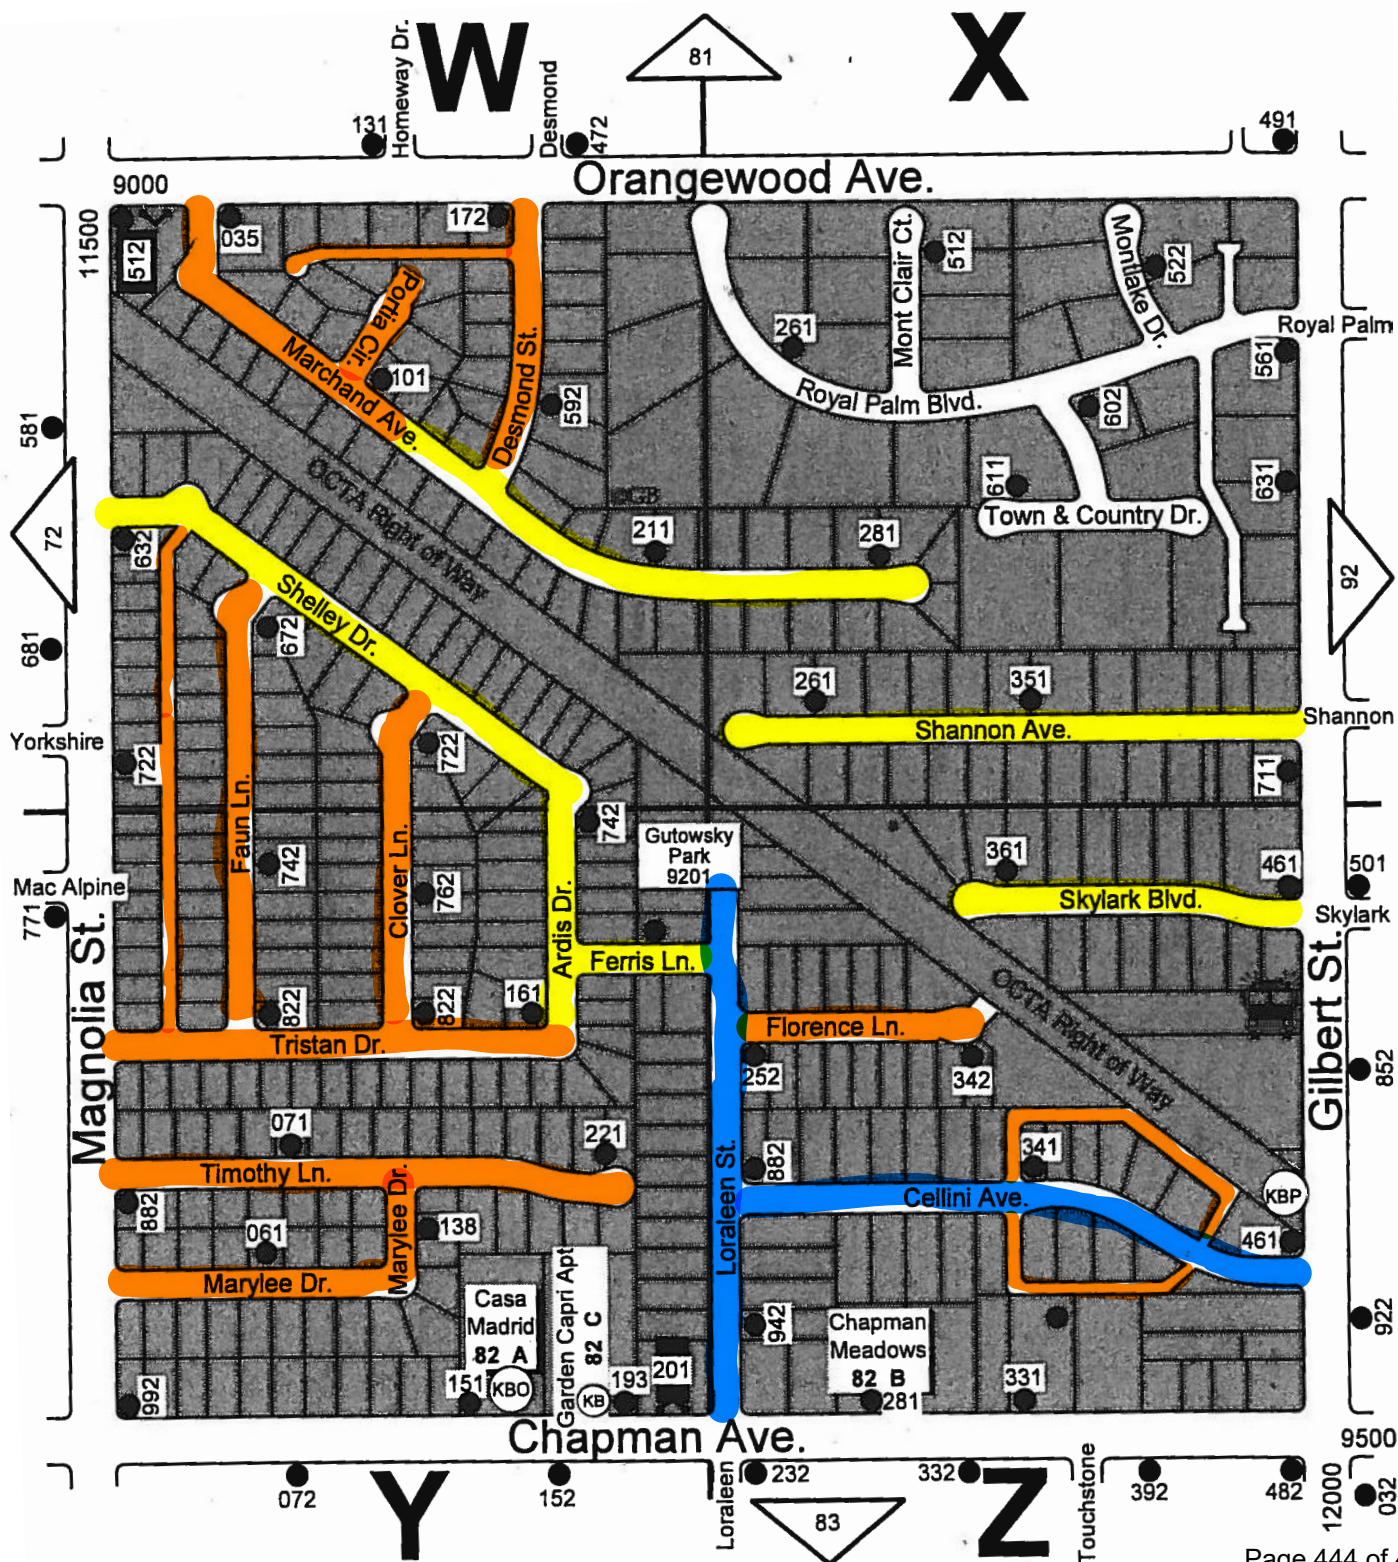 W
X
81
Homeway Dr.
Desmond
131
472
491
Orangewood Ave.
9000
11500
512
035
172
Portia Cir.
101
Marchand Ave.
Desmond St.
592
261
Mont Clair Ct.
512
Montlake Dr.
522
Royal Palm
561
Royal Palm Blvd.
602
611
631
Town & Country Dr.
581
72
OCTA Right of Way
211
281
92
632
Shelley Dr.
672
681
261
351
Shannon Ave.
Shannon
Yorkshire
722
722
711
742
Gutowsky
Park
9201
Faun Ln.
742
Clover Ln.
762
361
461
501
Mac Alpine
771
Skylark Blvd.
Skylark
Ardis Dr.
Ferris Ln.
Magnolia St.
Gilbert St.
822
822
161
Florence Ln.
OCTA Right of Way
Tristan Dr.
252
342
852
071
221
882
341
Timothy Ln.
Marylee Dr.
Loraleen St.
Cellini Ave.
KBP
882
061
138
461
Marylee Dr.
Casa
Madrid
82 A
KBO
151
Garden Capri Apt
82 C
KB
193
201
942
Chapman
Meadows
82 B
281
331
922
992
Chapman Ave.
9500
12000
072
152
Loraleen
232
332
Touchstone
392
482
032
Y
83
Z
Page 444 of